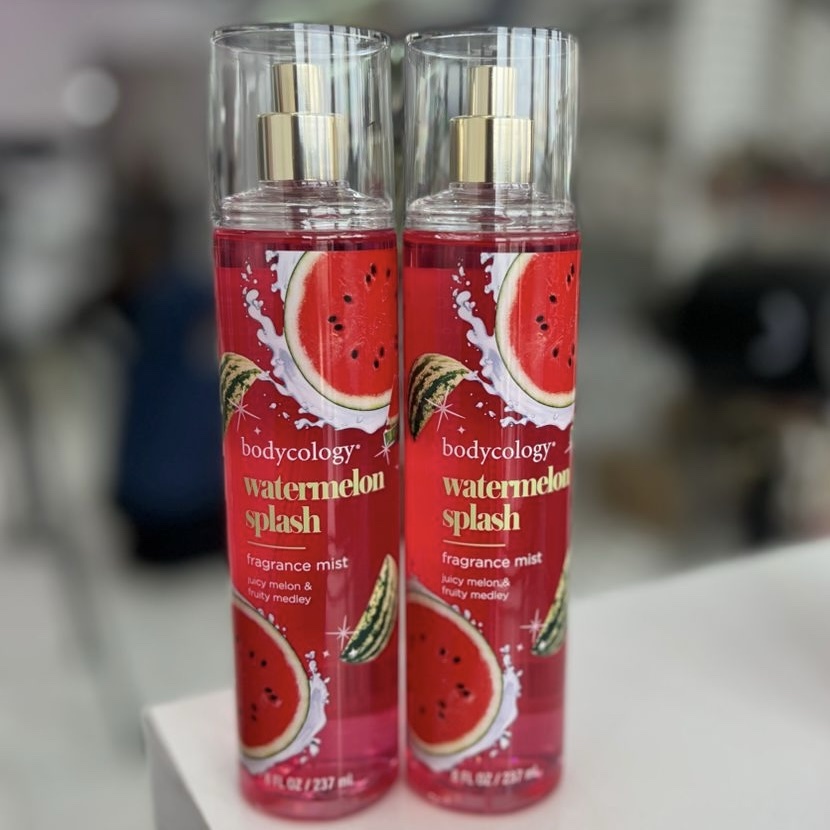 bodycology®
watermelon
splash
fragrance mist
juicy melon &
fruity medley
8 FL OZ / 237 mL
bodycology®
watermelon
splash
fragrance mist
juicy melon &
fruity medley
8 FL OZ / 237 mL